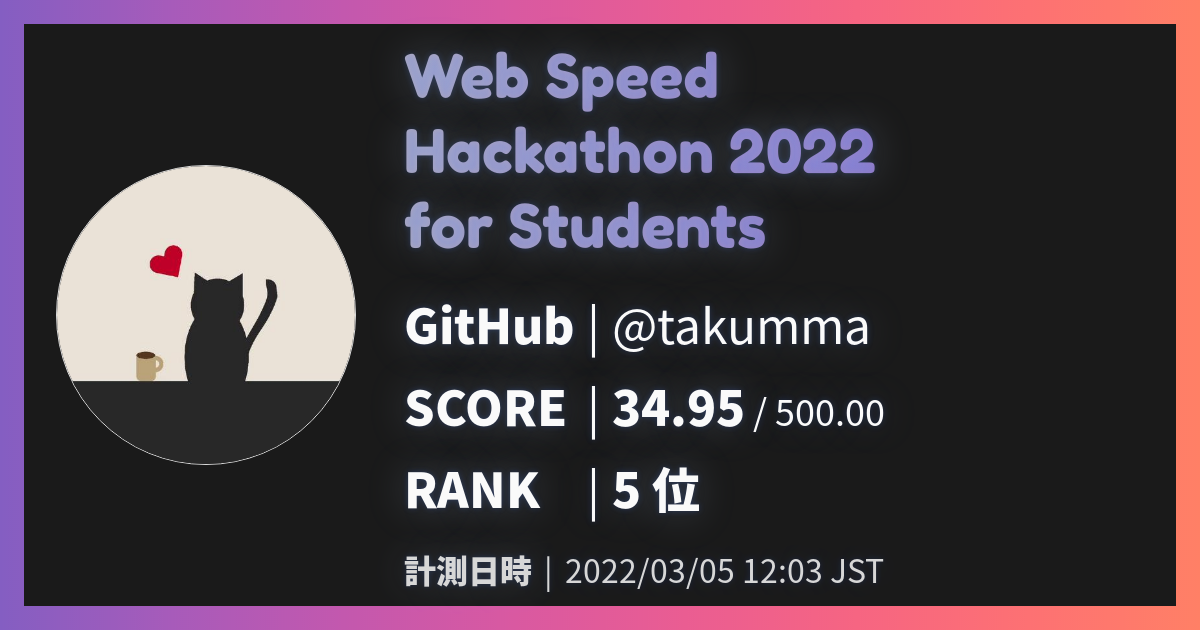 Web Speed
Hackathon 2022
for Students
GitHub | @takumma
SCORE | 34.95 / 500.00
RANK | 5 位
計測日時 | 2022/03/05 12:03 JST